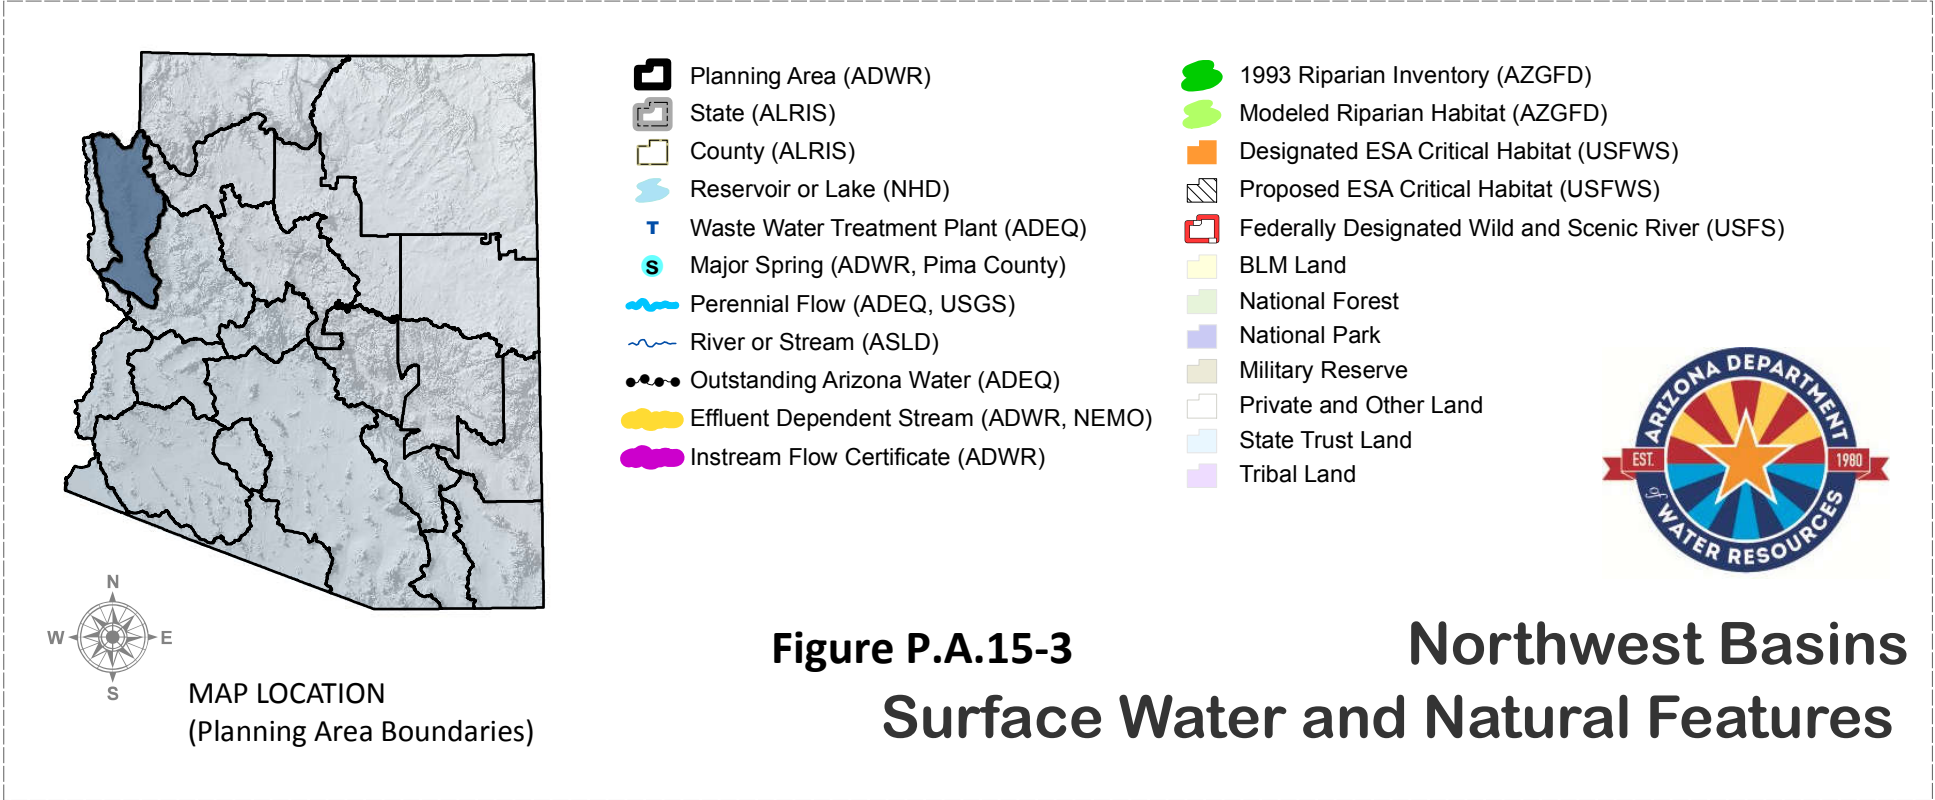 Planning Area (ADWR)
State (ALRIS)
County (ALRIS)
Reservoir or Lake (NHD)
T Waste Water Treatment Plant (ADEQ)
S Major Spring (ADWR, Pima County)
Perennial Flow (ADEQ, USGS)
River or Stream (ASLD)
Outstanding Arizona Water (ADEQ)
Effluent Dependent Stream (ADWR, NEMO)
Instream Flow Certificate (ADWR)
1993 Riparian Inventory (AZGFD)
Modeled Riparian Habitat (AZGFD)
Designated ESA Critical Habitat (USFWS)
Proposed ESA Critical Habitat (USFWS)
Federally Designated Wild and Scenic River (USFS)
BLM Land
National Forest
National Park
Military Reserve
Private and Other Land
State Trust Land
Tribal Land
ARIZONA DEPARTMENT
of WATER RESOURCES
EST. 1980
N
W E
S
MAP LOCATION
(Planning Area Boundaries)
Figure P.A.15-3
Northwest Basins
Surface Water and Natural Features